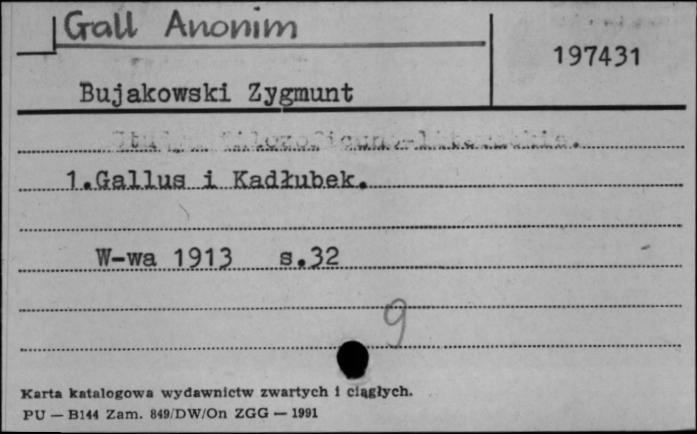 Gall Anonim
197431
Bujakowski Zygmunt
1.Gallus i Kadłubek.
W-wa 1913 s.32
9
Karta katalogowa wydawnictw zwartych i ciągłych.
PU — B144 Zam. 849/DW/On ZGG — 1991